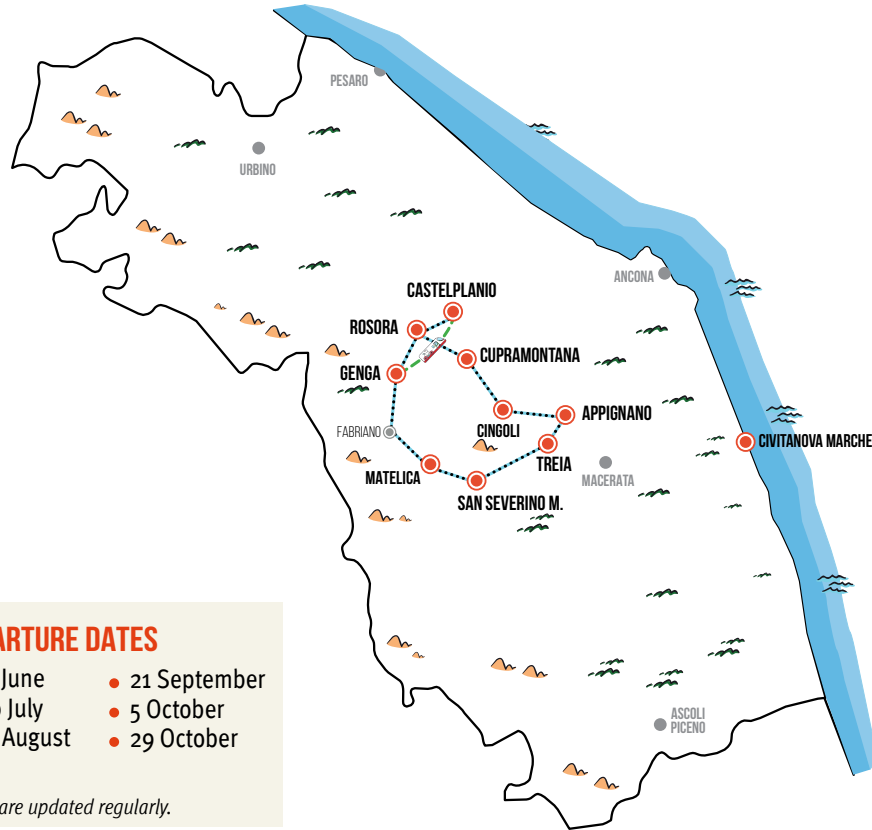 PESARO
URBINO
ANCONA
CASTELPLANIO
ROSORA
CUPRAMONTANA
GENGA
APPIGNANO
FABRIANO
CINGOLI
CIVITANOVA MARCHE
TREIA
MATELICA
MACERATA
SAN SEVERINO M.
ARTURE DATES
June
July
August
21 September
5 October
29 October
are updated regularly.
ASCOLI
PICENO